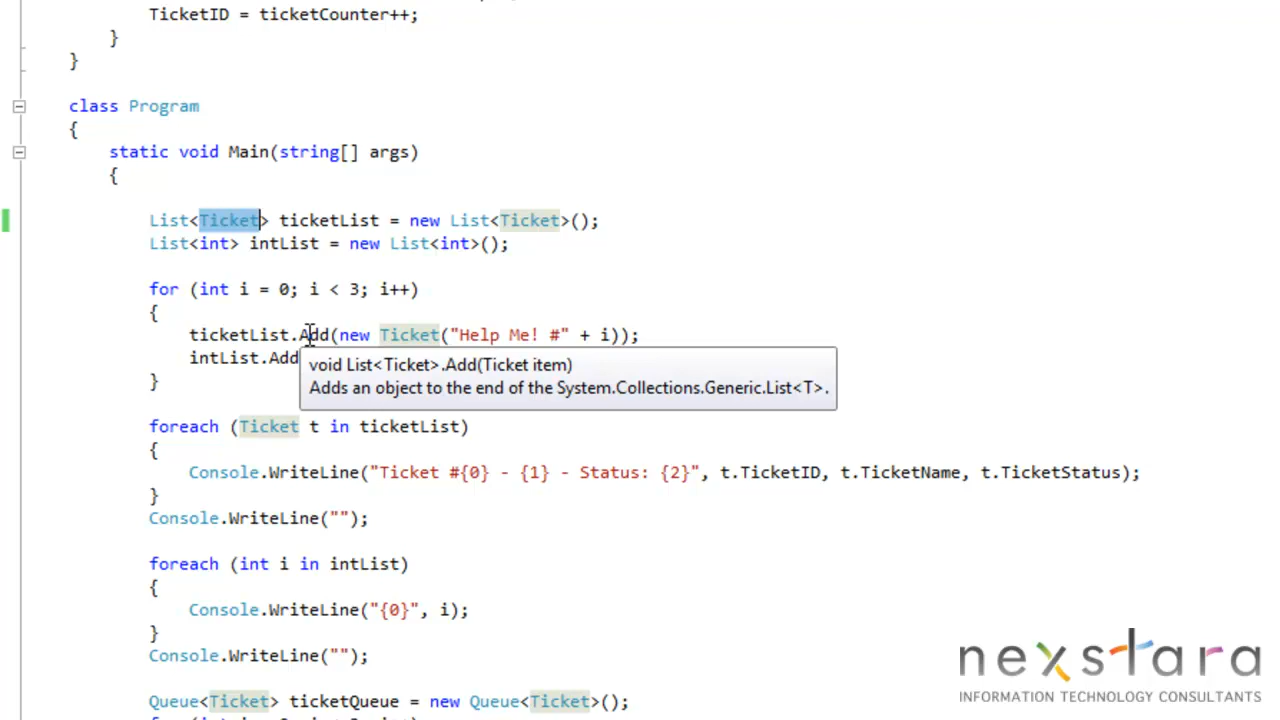 TicketID = ticketCounter++;
}
}
class Program
{
static void Main(string[] args)
{
List<Ticket> ticketList = new List<Ticket>();
List<int> intList = new List<int>();
for (int i = 0; i < 3; i++)
{
ticketList.Add(new Ticket("Help Me! #" + i));
intList.Add
void List<Ticket>.Add(Ticket item)
Adds an object to the end of the System.Collections.Generic.List<T>.
}
foreach (Ticket t in ticketList)
{
Console.WriteLine("Ticket #{0} - {1} - Status: {2}", t.TicketID, t.TicketName, t.TicketStatus);
}
Console.WriteLine("");
foreach (int i in intList)
{
Console.WriteLine("{0}", i);
}
Console.WriteLine("");
Queue<Ticket> ticketQueue = new Queue<Ticket>();
nexstara
INFORMATION TECHNOLOGY CONSULTANTS